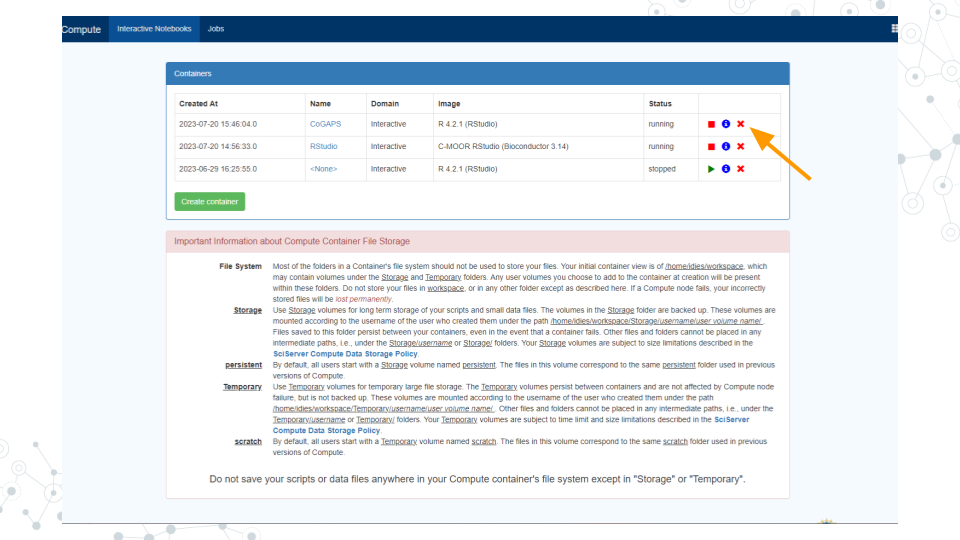 Compute Interactive Notebooks Jobs
Containers
Created At Name Domain Image Status
2023-07-20 15:46:04.0 CoGAPS Interactive R 4.2.1 (RStudio) running
2023-07-20 14:56:33.0 RStudio Interactive C-MOOR RStudio (Bioconductor 3.14) running
2023-06-29 16:25:55.0 <None> Interactive R 4.2.1 (RStudio) stopped
Create container
Important Information about Compute Container File Storage
File System Most of the folders in a Container's file system should not be used to store your files. Your initial container view is of /home/idies/workspace, which
may contain volumes under the Storage and Temporary folders. Any user volumes you choose to add to the container at creation will be present
within these folders. Do not store your files in workspace, or in any other folder except as described here. If a Compute node fails, your incorrectly
stored files will be lost permanently.
Storage Use Storage volumes for long term storage of your scripts and small data files. The volumes in the Storage folder are backed up. These volumes are
mounted according to the username of the user who created them under the path /home/idies/workspace/Storage/username/user volume name/ .
Files saved to this folder persist between your containers, even in the event that a container fails. Other files and folders cannot be placed in any
intermediate paths, i.e., under the Storage/username or Storage/ folders. Your Storage volumes are subject to size limitations described in the
SciServer Compute Data Storage Policy.
persistent By default, all users start with a Storage volume named persistent. The files in this volume correspond to the same persistent folder used in previous
versions of Compute.
Temporary Use Temporary volumes for temporary large file storage. The Temporary volumes persist between containers and are not affected by Compute node
failure, but is not backed up. These volumes are mounted according to the username of the user who created them under the path
/home/idies/workspace/Temporary/username/user volume name/ . Other files and folders cannot be placed in any intermediate paths, i.e., under the
Temporary/username or Temporary/ folders. Your Temporary volumes are subject to time limit and size limitations described in the SciServer
Compute Data Storage Policy.
scratch By default, all users start with a Temporary volume named scratch. The files in this volume correspond to the same scratch folder used in previous
versions of Compute.
Do not save your scripts or data files anywhere in your Compute container's file system except in "Storage" or "Temporary".